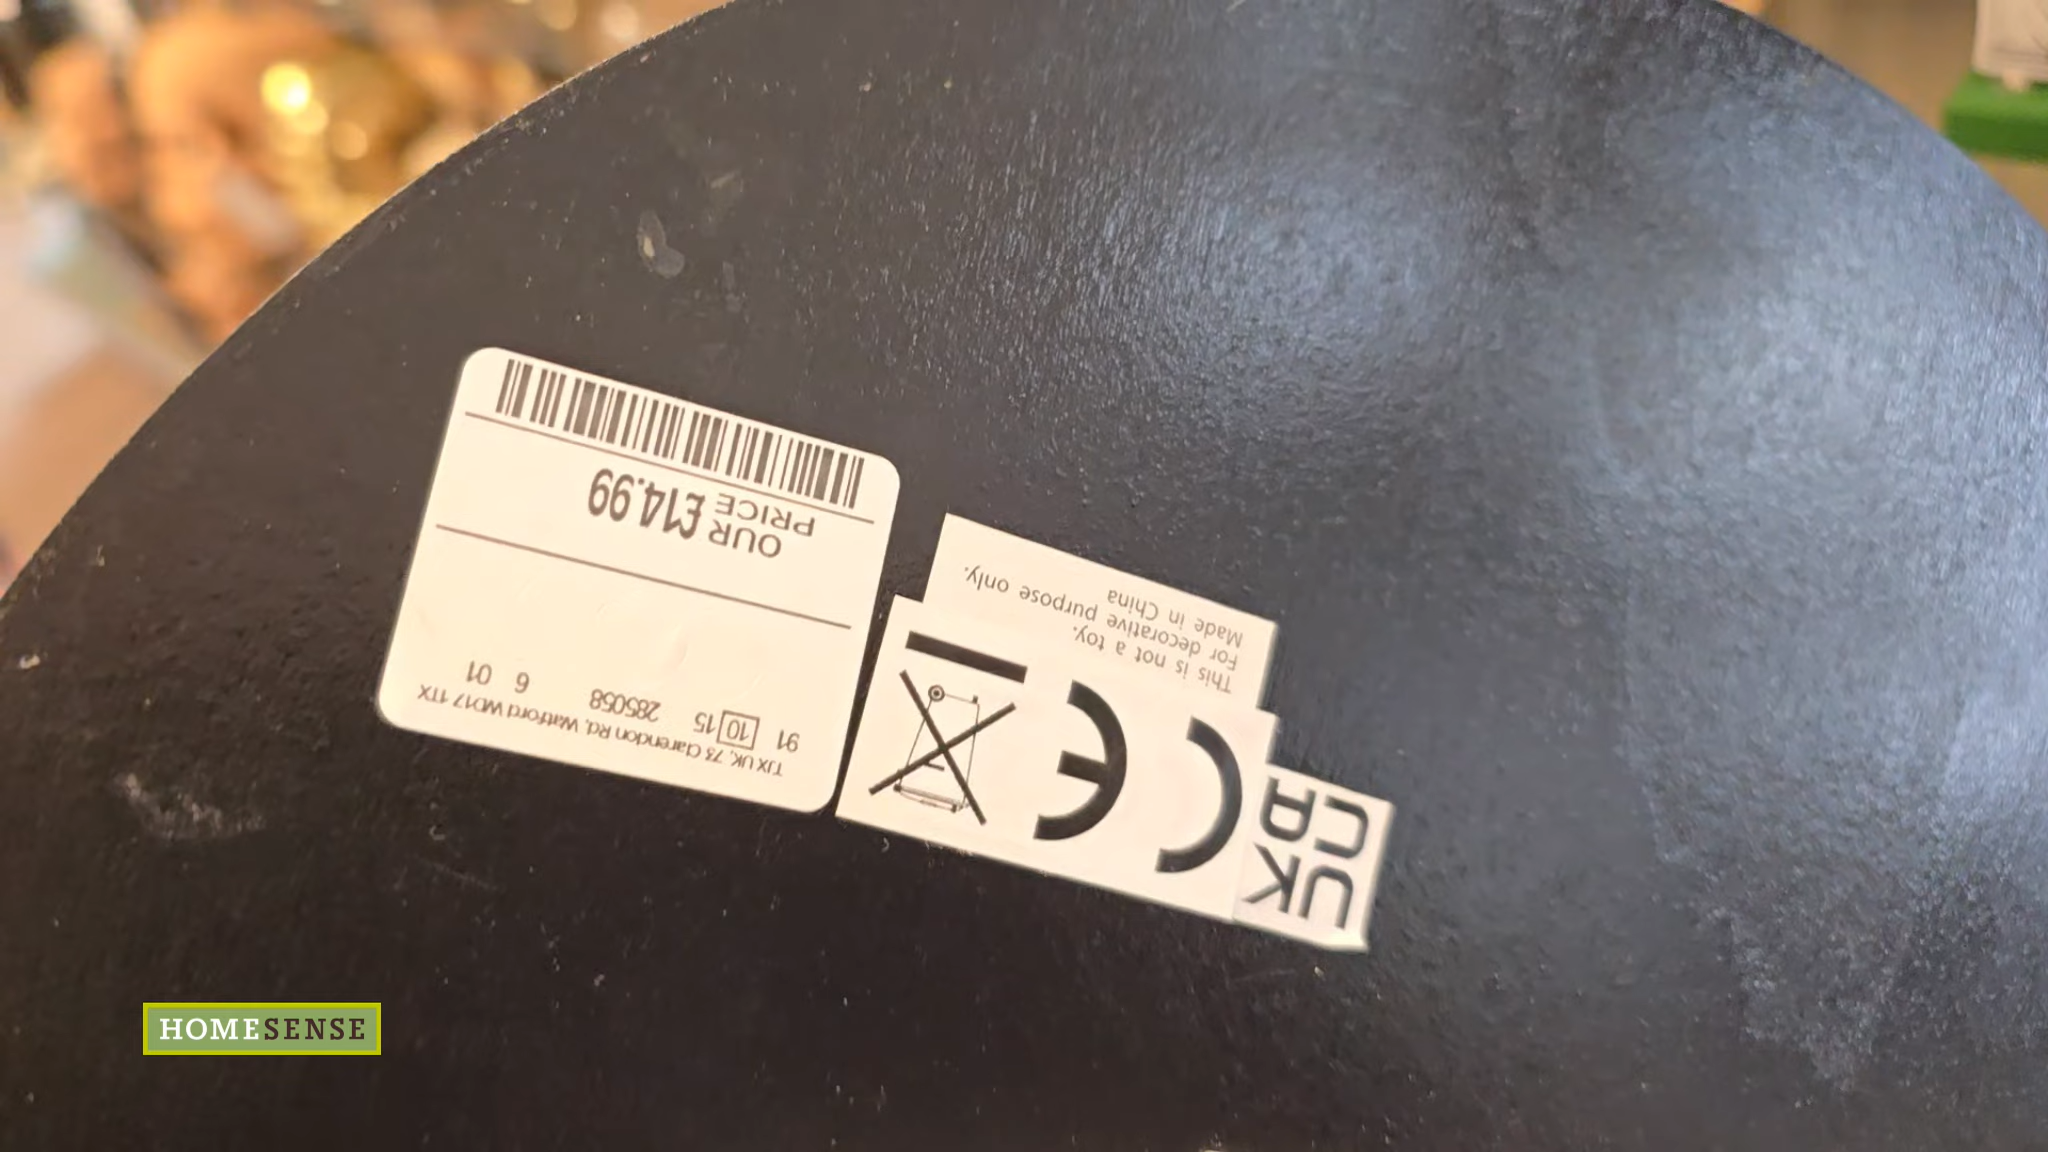 TJX UK, 73 Clarendon Rd, Watford WD17 1TX
91 10 15 285058 6 01
OUR PRICE £14.99
This is not a toy.
For decorative purpose only.
Made in China
CE
UK
CA
HOMESENSE